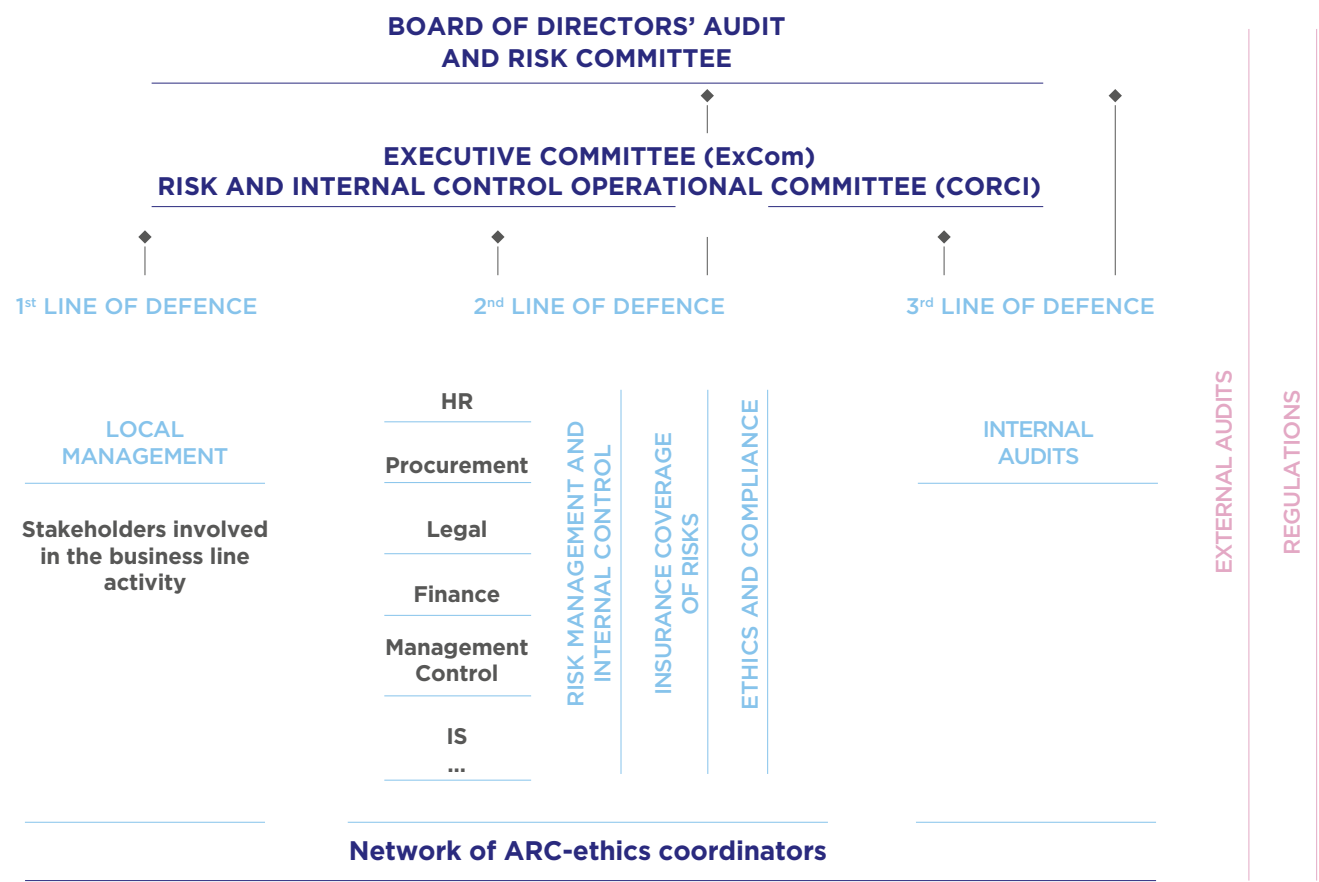 BOARD OF DIRECTORS’ AUDIT
AND RISK COMMITTEE
EXECUTIVE COMMITTEE (ExCom)
RISK AND INTERNAL CONTROL OPERATIONAL COMMITTEE (CORCI)
1st LINE OF DEFENCE
2nd LINE OF DEFENCE
3rd LINE OF DEFENCE
LOCAL
MANAGEMENT
Stakeholders involved
in the business line
activity
HR
Procurement
Legal
Finance
Management
Control
IS
...
RISK MANAGEMENT AND
INTERNAL CONTROL
INSURANCE COVERAGE
OF RISKS
ETHICS AND COMPLIANCE
INTERNAL
AUDITS
EXTERNAL AUDITS
REGULATIONS
Network of ARC-ethics coordinators